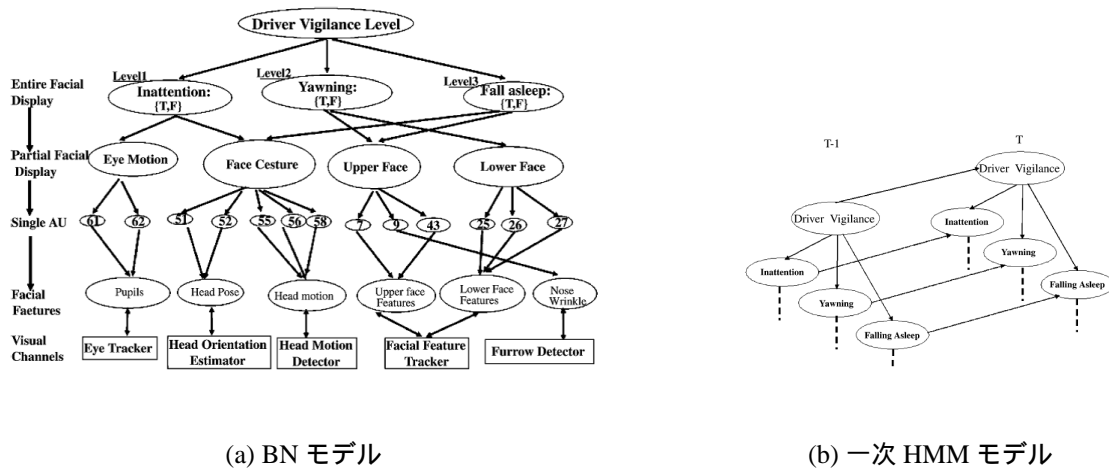 Driver Vigilance Level
Entire Facial
Display
Level1
Inattention:
{T,F}
Level2
Yawning:
{T,F}
Level3
Fall asleep:
{T,F}
Partial Facial
Display
Eye Motion
Face Cesture
Upper Face
Lower Face
Single AU
61
62
51
52
55
56
58
7
9
43
25
26
27
Facial
Faetures
Pupils
Head Pose
Head motion
Upper face
Features
Lower Face
Features
Nose
Wrinkle
Visual
Channels
Eye Tracker
Head Orientation
Estimator
Head Motion
Detector
Facial Feature
Tracker
Furrow Detector
(a) BN モデル
T-1
T
Driver Vigilance
Driver Vigilance
Inattention
Inattention
Yawning
Yawning
Falling Asleep
Falling Asleep
(b) 一次 HMM モデル